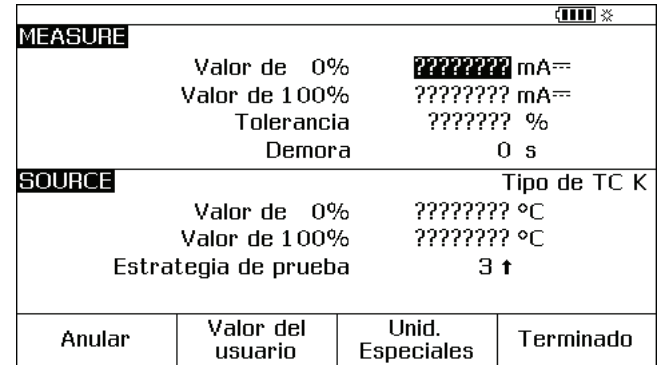 MEASURE
Valor de 0% ???????? mA
Valor de 100% ???????? mA
Tolerancia ??????? %
Demora 0 s
SOURCE Tipo de TC K
Valor de 0% ???????? °C
Valor de 100% ???????? °C
Estrategia de prueba 3 ↑
Anular
Valor del
usuario
Unid.
Especiales
Terminado